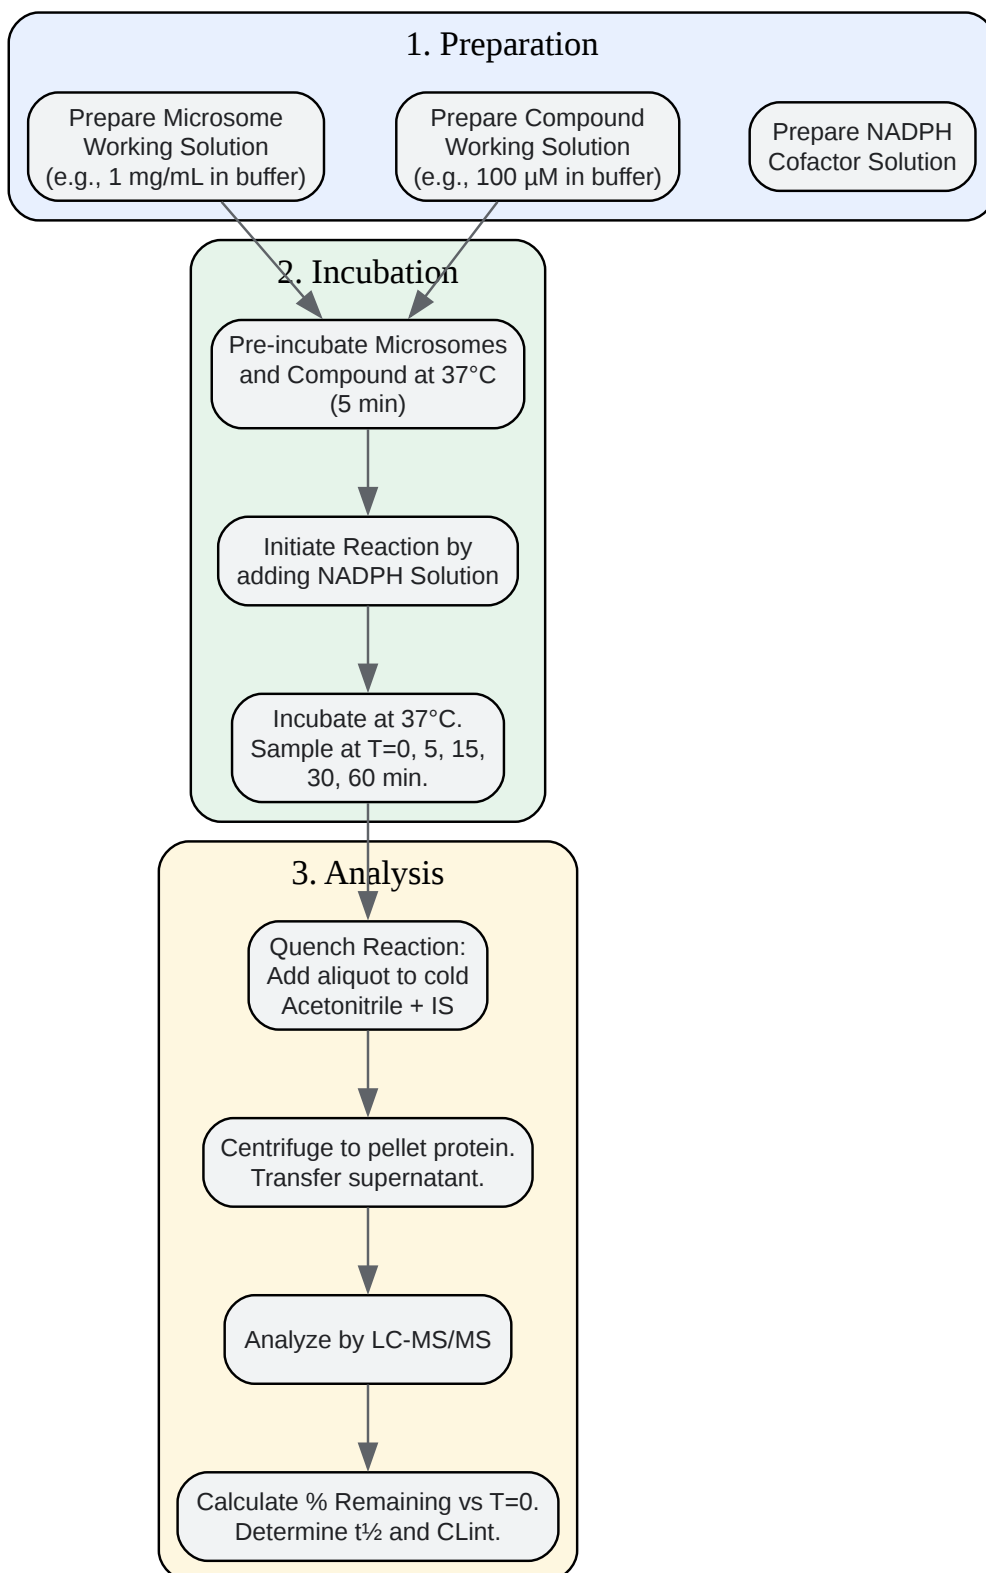 1. Preparation
Prepare Microsome
Working Solution
(e.g., 1 mg/mL in buffer)
Prepare Compound
Working Solution
(e.g., 100 µM in buffer)
Prepare NADPH
Cofactor Solution
2. Incubation
Pre-incubate Microsomes
and Compound at 37°C
(5 min)
Initiate Reaction by
adding NADPH Solution
Incubate at 37°C.
Sample at T=0, 5, 15,
30, 60 min.
3. Analysis
Quench Reaction:
Add aliquot to cold
Acetonitrile + IS
Centrifuge to pellet protein.
Transfer supernatant.
Analyze by LC-MS/MS
Calculate % Remaining vs T=0.
Determine t½ and CLint.